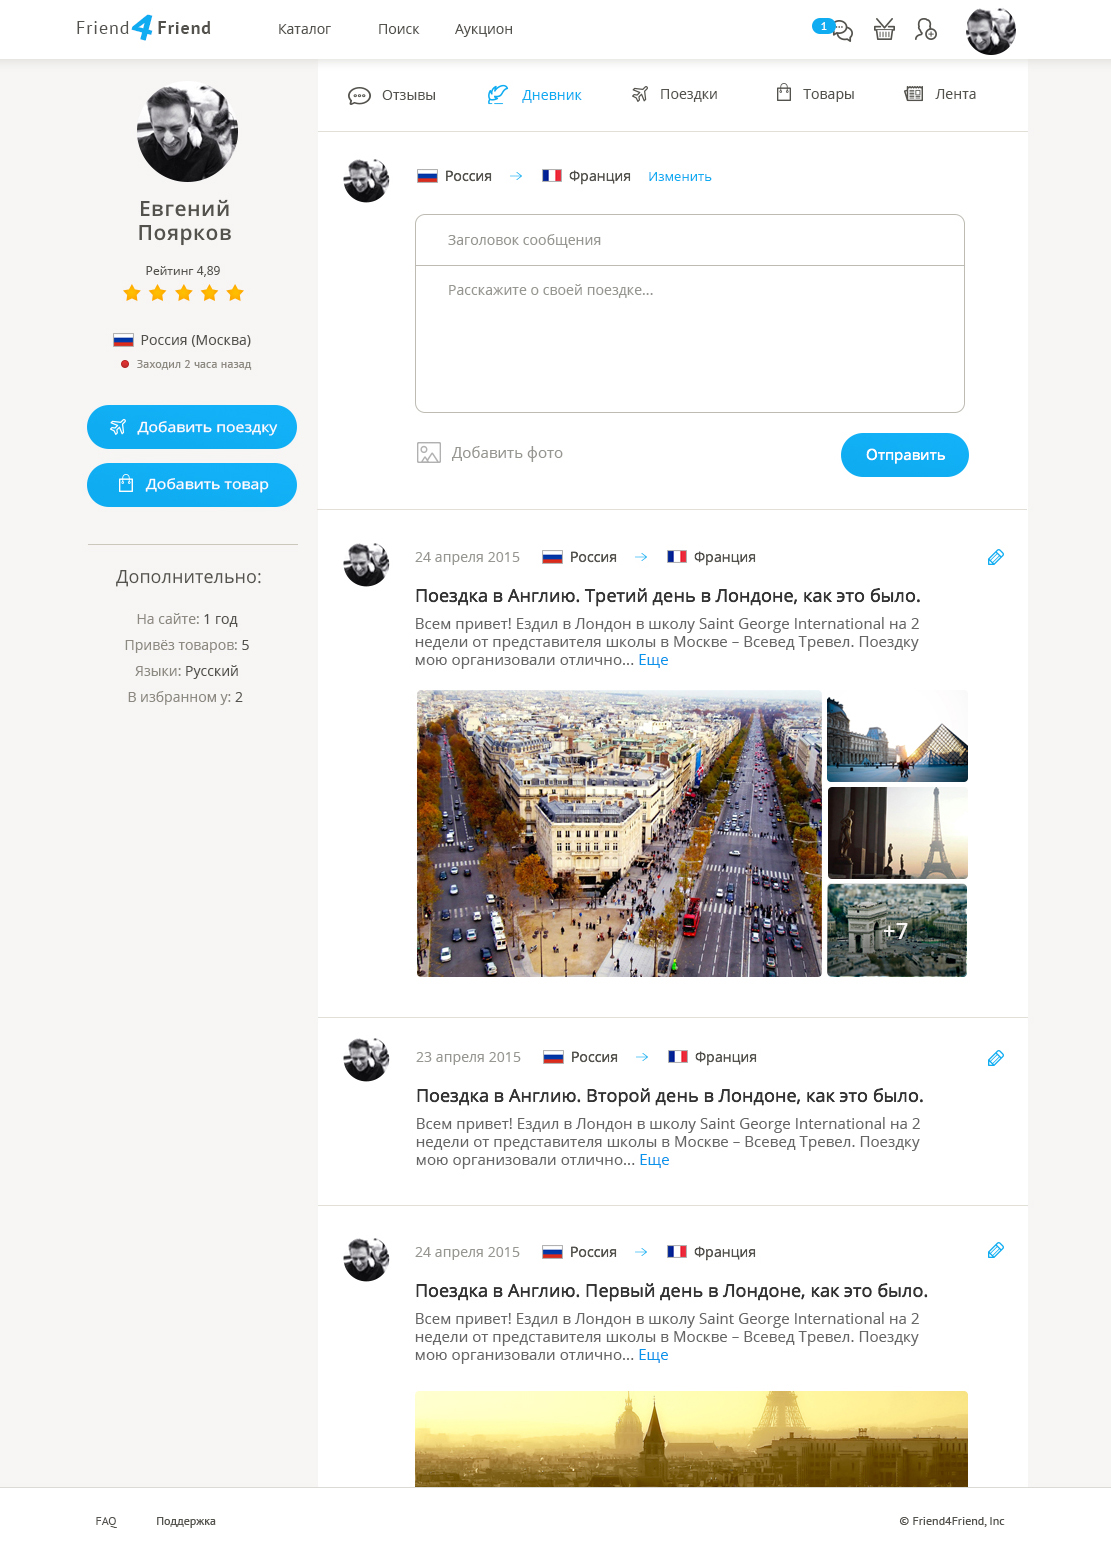 Friend4Friend
Каталог
Поиск
Аукцион
1
Евгений
Поярков
Рейтинг 4,89
Россия (Москва)
Заходил 2 часа назад
Добавить поездку
Добавить товар
Дополнительно:
На сайте: 1 год
Привёз товаров: 5
Языки: Русский
В избранном у: 2
Отзывы
Дневник
Поездки
Товары
Лента
Россия
Франция
Изменить
Заголовок сообщения
Расскажите о своей поездке...
Добавить фото
Отправить
24 апреля 2015
Россия
Франция
Поездка в Англию. Третий день в Лондоне, как это было.
Всем привет! Ездил в Лондон в школу Saint George International на 2
недели от представителя школы в Москве – Всевед Тревел. Поездку
мою организовали отлично... Еще
+7
23 апреля 2015
Россия
Франция
Поездка в Англию. Второй день в Лондоне, как это было.
Всем привет! Ездил в Лондон в школу Saint George International на 2
недели от представителя школы в Москве – Всевед Тревел. Поездку
мою организовали отлично... Еще
24 апреля 2015
Россия
Франция
Поездка в Англию. Первый день в Лондоне, как это было.
Всем привет! Ездил в Лондон в школу Saint George International на 2
недели от представителя школы в Москве – Всевед Тревел. Поездку
мою организовали отлично... Еще
FAQ
Поддержка
© Friend4Friend, Inc